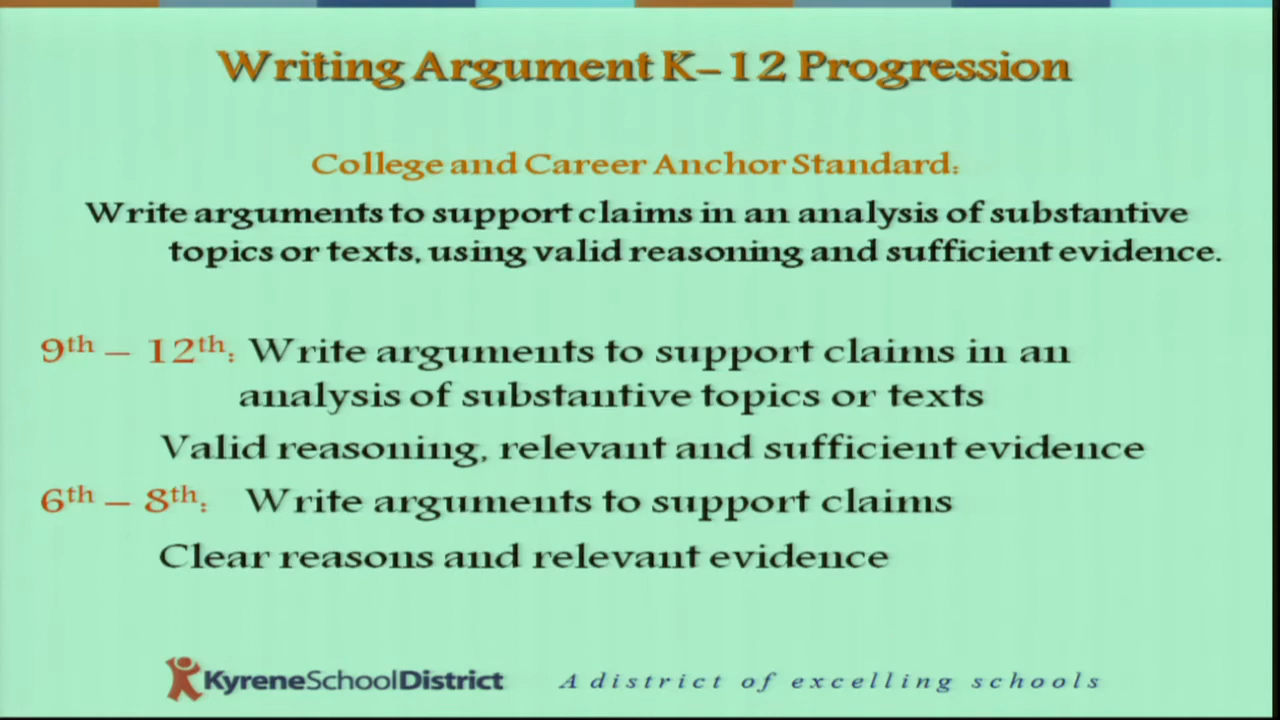 Writing Argument K–12 Progression
College and Career Anchor Standard:
Write arguments to support claims in an analysis of substantive
topics or texts, using valid reasoning and sufficient evidence.
9th – 12th: Write arguments to support claims in an
analysis of substantive topics or texts
Valid reasoning, relevant and sufficient evidence
6th – 8th: Write arguments to support claims
Clear reasons and relevant evidence
KyreneSchoolDistrict A district of excelling schools